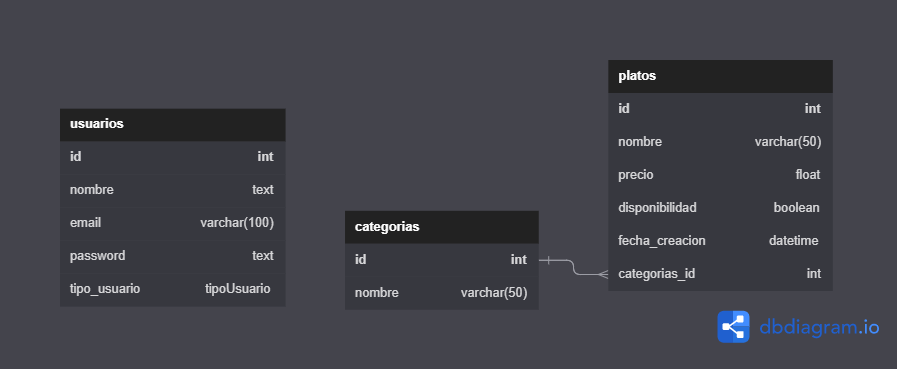 usuarios
id int
nombre text
email varchar(100)
password text
tipo_usuario tipoUsuario
categorias
id int
nombre varchar(50)
platos
id int
nombre varchar(50)
precio float
disponibilidad boolean
fecha_creacion datetime
categorias_id int
dbdiagram.io